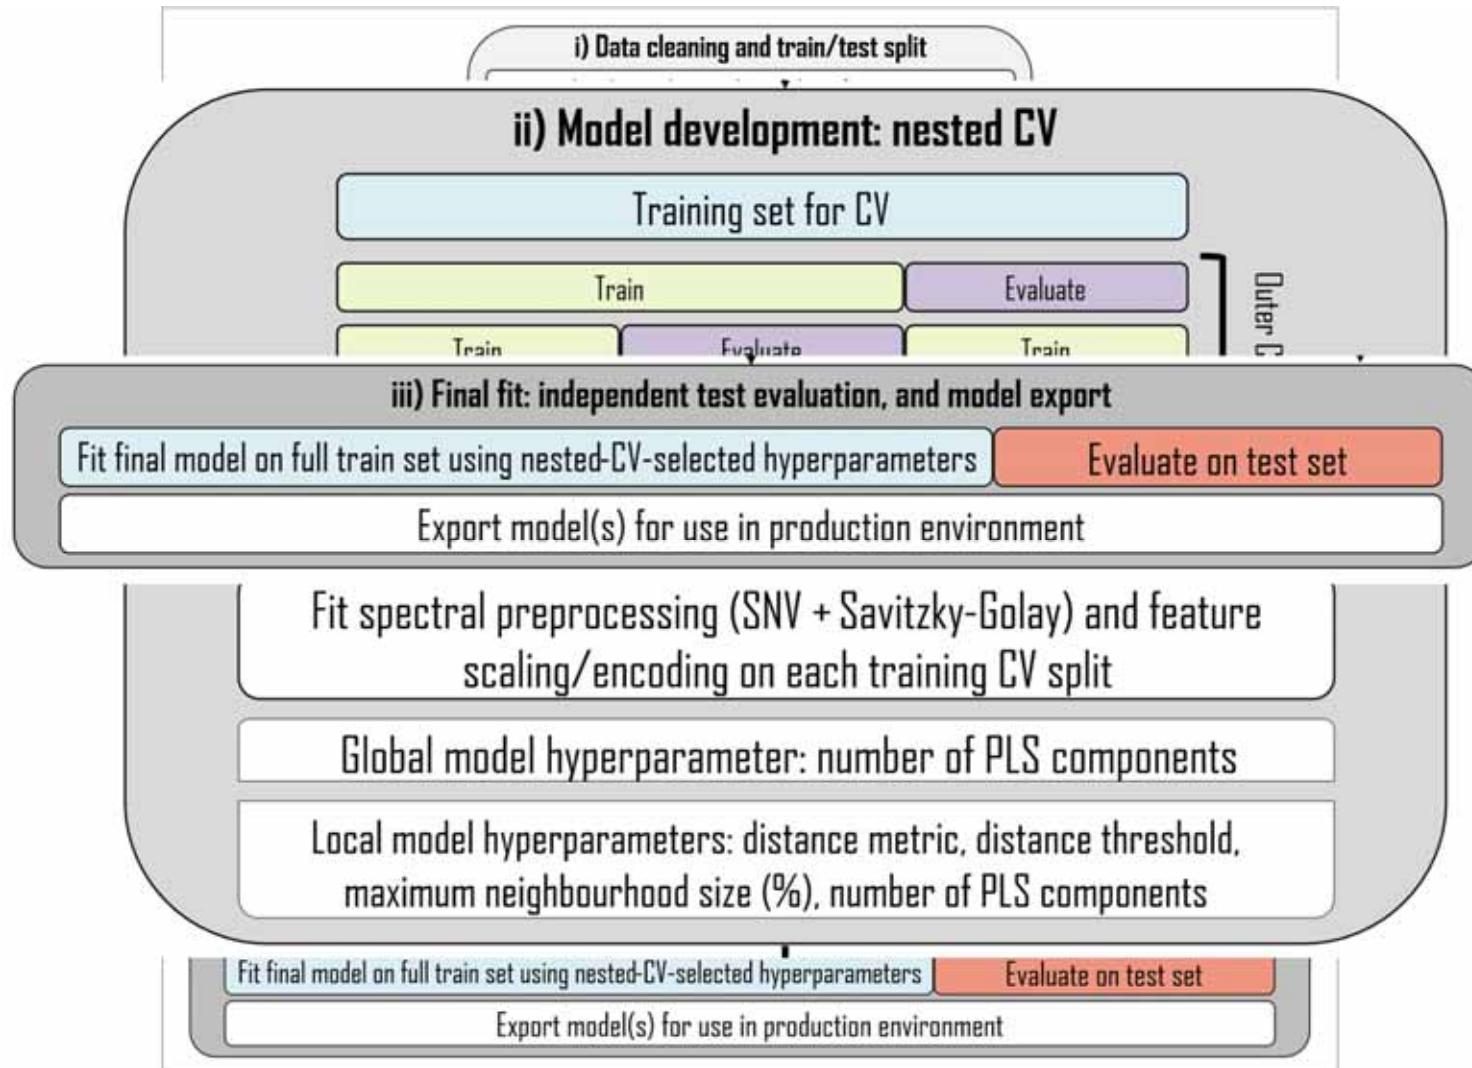 i) Data cleaning and train/test split
ii) Model development: nested CV
Training set for CV
Train Evaluate
Train Evaluate Train
Outer C
iii) Final fit: independent test evaluation, and model export
Fit final model on full train set using nested-CV-selected hyperparameters Evaluate on test set
Export model(s) for use in production environment
Fit spectral preprocessing (SNV + Savitzky-Golay) and feature
scaling/encoding on each training CV split
Global model hyperparameter: number of PLS components
Local model hyperparameters: distance metric, distance threshold,
maximum neighbourhood size (%), number of PLS components
Fit final model on full train set using nested-CV-selected hyperparameters Evaluate on test set
Export model(s) for use in production environment